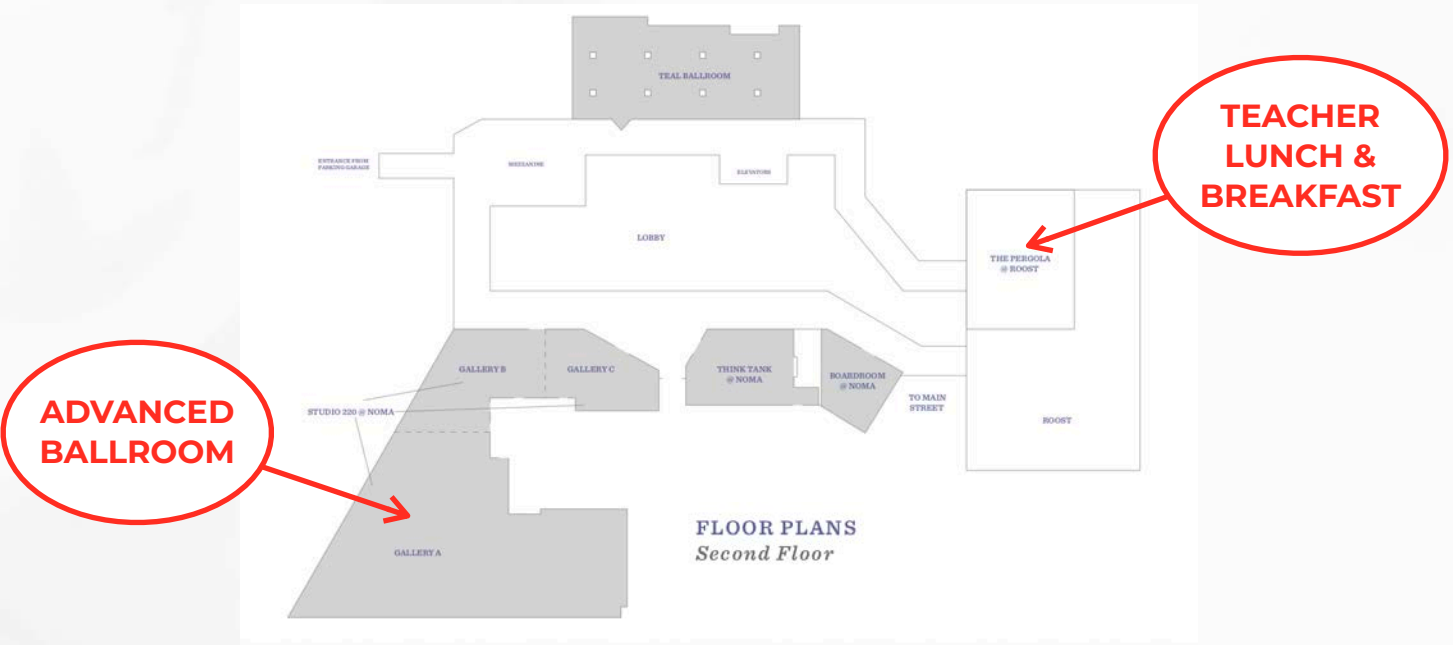 TEAL BALLROOM
TEACHER
LUNCH &
BREAKFAST
ENTRANCE FROM
PARKING GARAGE
MEZZANINE
ELEVATORS
LOBBY
THE PERGOLA
@ ROOST
GALLERY B
GALLERY C
THINK TANK
@ NOMA
BOARDROOM
@ NOMA
ADVANCED
BALLROOM
STUDIO 220 @ NOMA
TO MAIN
STREET
ROOST
FLOOR PLANS
Second Floor
GALLERY A